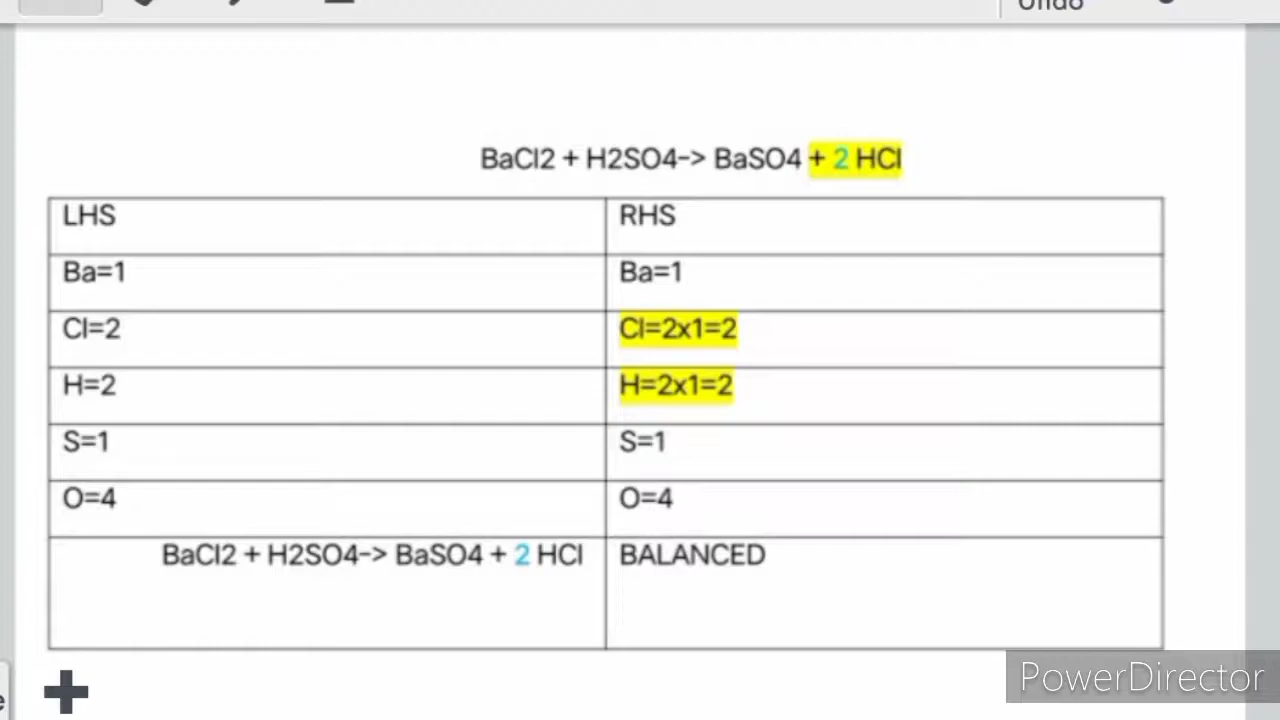 Undo
BaCl2 + H2SO4-> BaSO4 + 2 HCl
LHS
RHS
Ba=1
Ba=1
Cl=2
Cl=2x1=2
H=2
H=2x1=2
S=1
S=1
O=4
O=4
BaCl2 + H2SO4-> BaSO4 + 2 HCl
BALANCED
PowerDirector